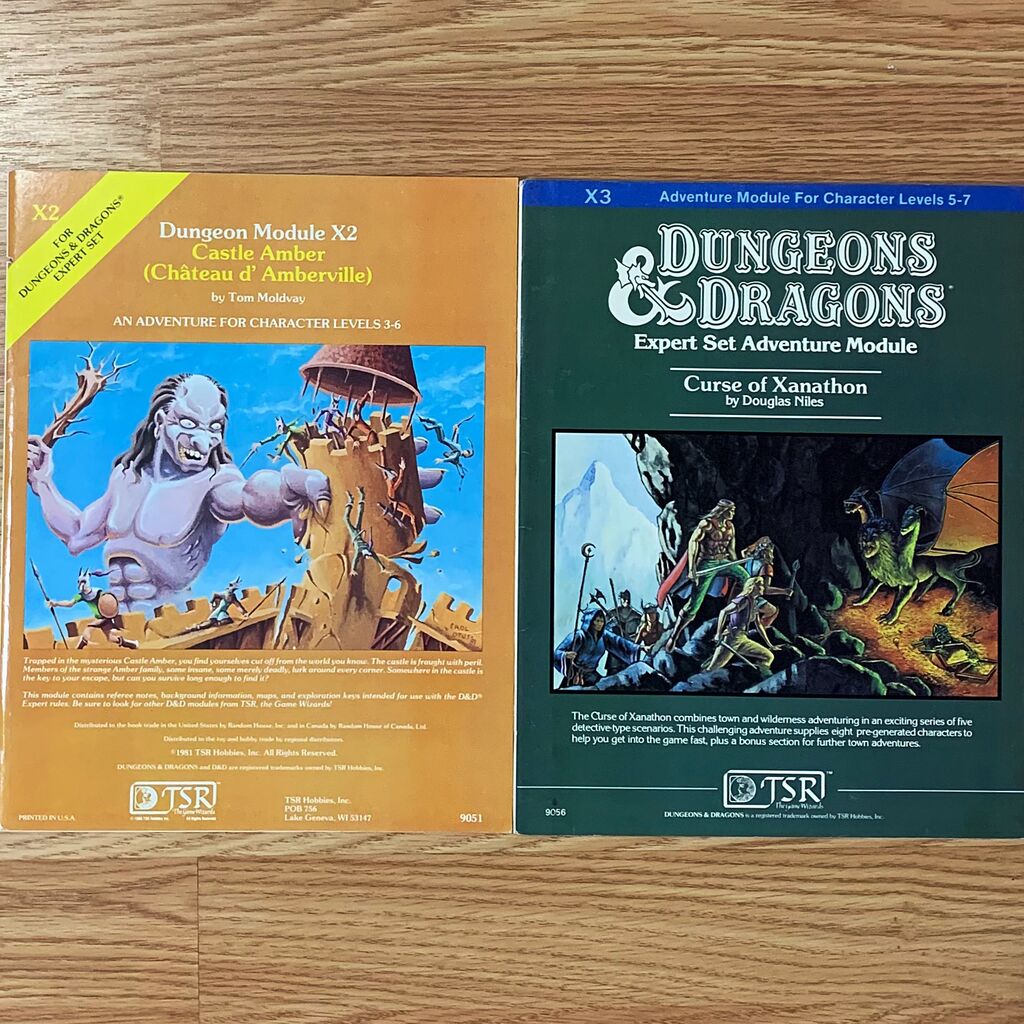 X2
FOR
DUNGEONS & DRAGONS®
EXPERT SET
Dungeon Module X2
Castle Amber
(Château d' Amberville)
by Tom Moldvay
AN ADVENTURE FOR CHARACTER LEVELS 3-6
EROL
OTUS
Trapped in the mysterious Castle Amber, you find yourselves cut off from the world you know. The castle is fraught with peril.
Members of the strange Amber family, some insane, some merely deadly, lurk around every corner. Somewhere in the castle is
the key to your escape, but can you survive long enough to find it?
This module contains referee notes, background information, maps, and exploration keys intended for use with the D&D®
Expert rules. Be sure to look for other D&D modules from TSR, the Game Wizards!
Distributed to the book trade in the United States by Random House, Inc. and in Canada by Random House of Canada, Ltd.
Distributed to the toy and hobby trade by regional distributors.
©1981 TSR Hobbies, Inc. All Rights Reserved.
DUNGEONS & DRAGONS and D&D are registered trademarks owned by TSR Hobbies, Inc.
TSR
The Game Wizards
TSR Hobbies, Inc.
POB 756
Lake Geneva, WI 53147
PRINTED IN U.S.A.
9051
X3
Adventure Module For Character Levels 5-7
DUNGEONS
& DRAGONS®
Expert Set Adventure Module
Curse of Xanathon
by Douglas Niles
The Curse of Xanathon combines town and wilderness adventuring in an exciting series of five
detective-type scenarios. This challenging adventure supplies eight pre-generated characters to
help you get into the game fast, plus a bonus section for further town adventures.
TSR™
The Game Wizards
9056
DUNGEONS & DRAGONS is a registered trademark owned by TSR Hobbies, Inc.